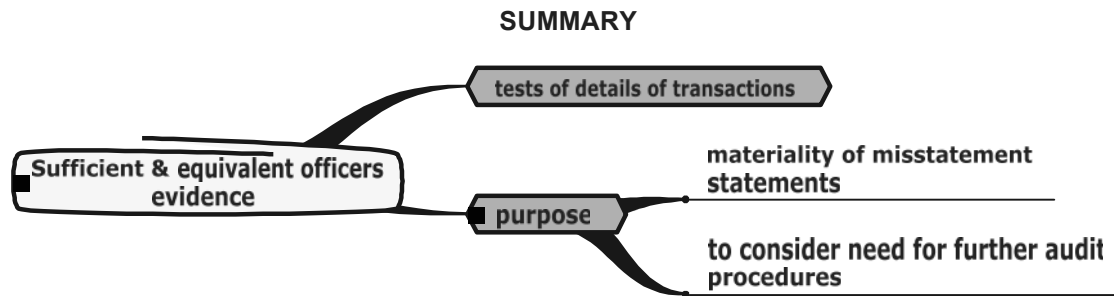 SUMMARY
tests of details of transactions
Sufficient & equivalent officers
evidence
materiality of misstatement
statements
purpose
to consider need for further audit
procedures